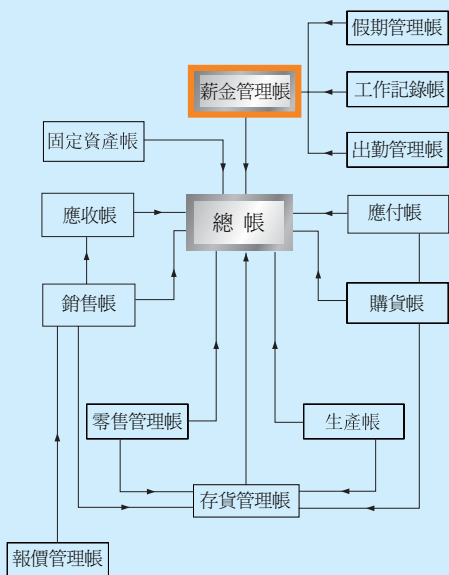 假期管理帳
薪金管理帳
工作記錄帳
固定資產帳
出勤管理帳
應收帳
總帳
應付帳
銷售帳
購貨帳
零售管理帳
生產帳
存貨管理帳
報價管理帳